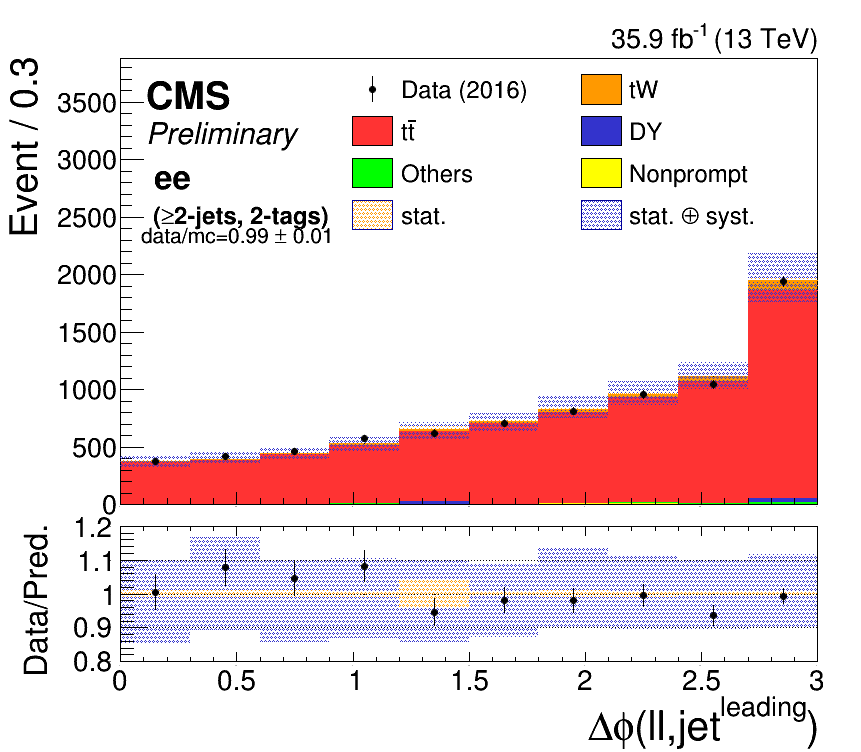 35.9 fb⁻¹ (13 TeV)
Event / 0.3
CMS
Preliminary
ee
(≥2-jets, 2-tags)
data/mc=0.99 ± 0.01
Data (2016)
tW
tt̄
DY
Others
Nonprompt
stat.
stat. ⊕ syst.
3500
3000
2500
2000
1500
1000
500
0
Data/Pred.
1.2
1.1
1
0.9
0.8
0 0.5 1 1.5 2 2.5 3
Δϕ(ll,jet^leading)